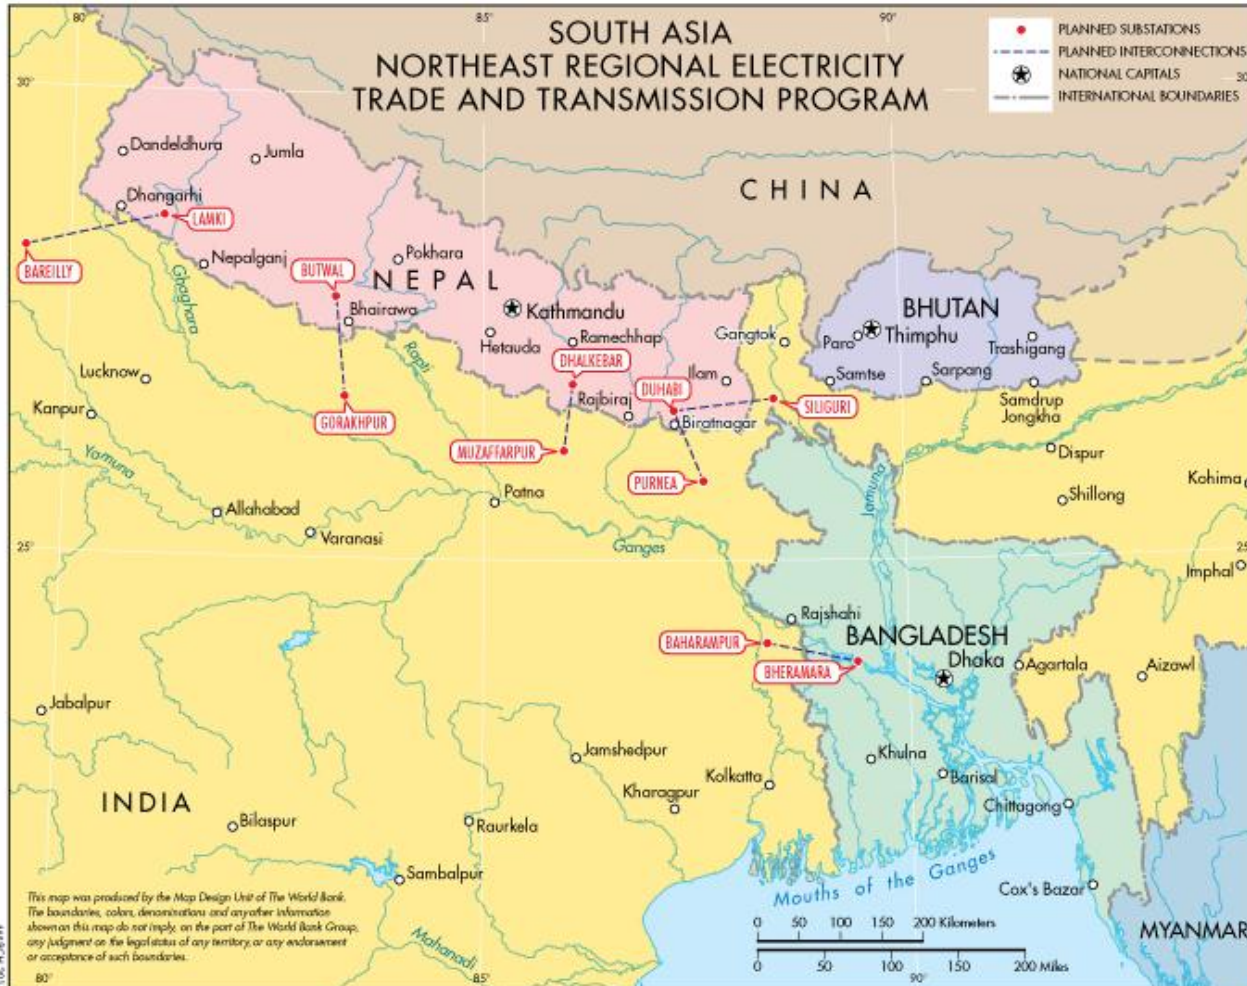 80°
85°
90°
SOUTH ASIA
NORTHEAST REGIONAL ELECTRICITY
TRADE AND TRANSMISSION PROGRAM
PLANNED SUBSTATIONS
PLANNED INTERCONNECTIONS
NATIONAL CAPITALS
INTERNATIONAL BOUNDARIES
30°
30
Dandeldhura
Jumla
CHINA
Dhangarhi
LAMKI
BAREILLY
Nepalganj
Pokhara
BUTWAL
NEPAL
Ghaghara
Bhairawa
Kathmandu
BHUTAN
Hetauda
Ramechhap
Gangtok
Paro
Thimphu
Trashigang
Rapti
DHALKEBAR
Lucknow
DUHABI
Ilam
Samtse
Sarpang
Kanpur
GORAKHPUR
Rajbiraj
SILIGURI
Samdrup
Jongkha
Biratnagar
MUZAFFARPUR
Yamuna
PURNEA
Dispur
Jamuna
Kohima
Patna
Shillong
Allahabad
Varanasi
25°
Ganges
25
Imphal
Rajshahi
BAHARAMPUR
BANGLADESH
BHERAMARA
Dhaka
Agartala
Aizawl
Jabalpur
Jamshedpur
Khulna
Kolkatta
Barisal
INDIA
Kharagpur
Chittagong
Bilaspur
Raurkela
Sambalpur
Mouths of the Ganges
Cox's Bazar
This map was produced by the Map Design Unit of The World Bank.
The boundaries, colors, denominations and any other information
shown on this map do not imply, on the part of The World Bank Group,
any judgment on the legal status of any territory, or any endorsement
or acceptance of such boundaries.
Mahanadi
0 50 100 150 200 Kilometers
0 50 100 150 200 Miles
MYANMAR
80°
85°
90°